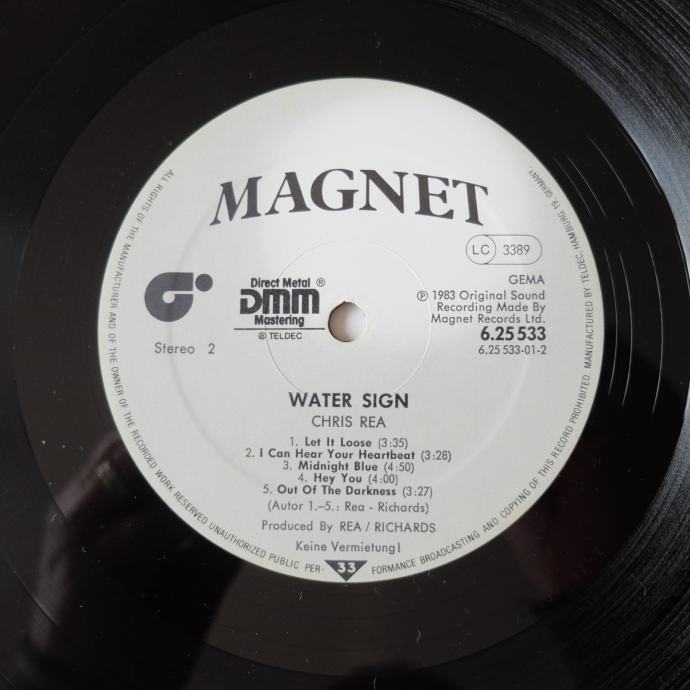 MAGNET
LC 3389
GEMA
℗ 1983 Original Sound
Recording Made By
Magnet Records Ltd.
6.25 533
6.25 533-01-2
Direct Metal ®
DMM
Mastering
® TELDEC
Stereo 2
WATER SIGN
CHRIS REA
1. Let It Loose (3:35)
2. I Can Hear Your Heartbeat (3:28)
3. Midnight Blue (4:50)
4. Hey You (4:00)
5. Out Of The Darkness (3:27)
(Autor 1.–5.: Rea - Richards)
Produced By REA / RICHARDS
Keine Vermietung!
33
ALL RIGHTS OF THE MANUFACTURER AND OF THE OWNER OF THE RECORDED WORK RESERVED UNAUTHORIZED PUBLIC PER- FORMANCE BROADCASTING AND COPYING OF THIS RECORD PROHIBITED. MANUFACTURED BY TELDEC, HAMBURG 19, GERMANY.